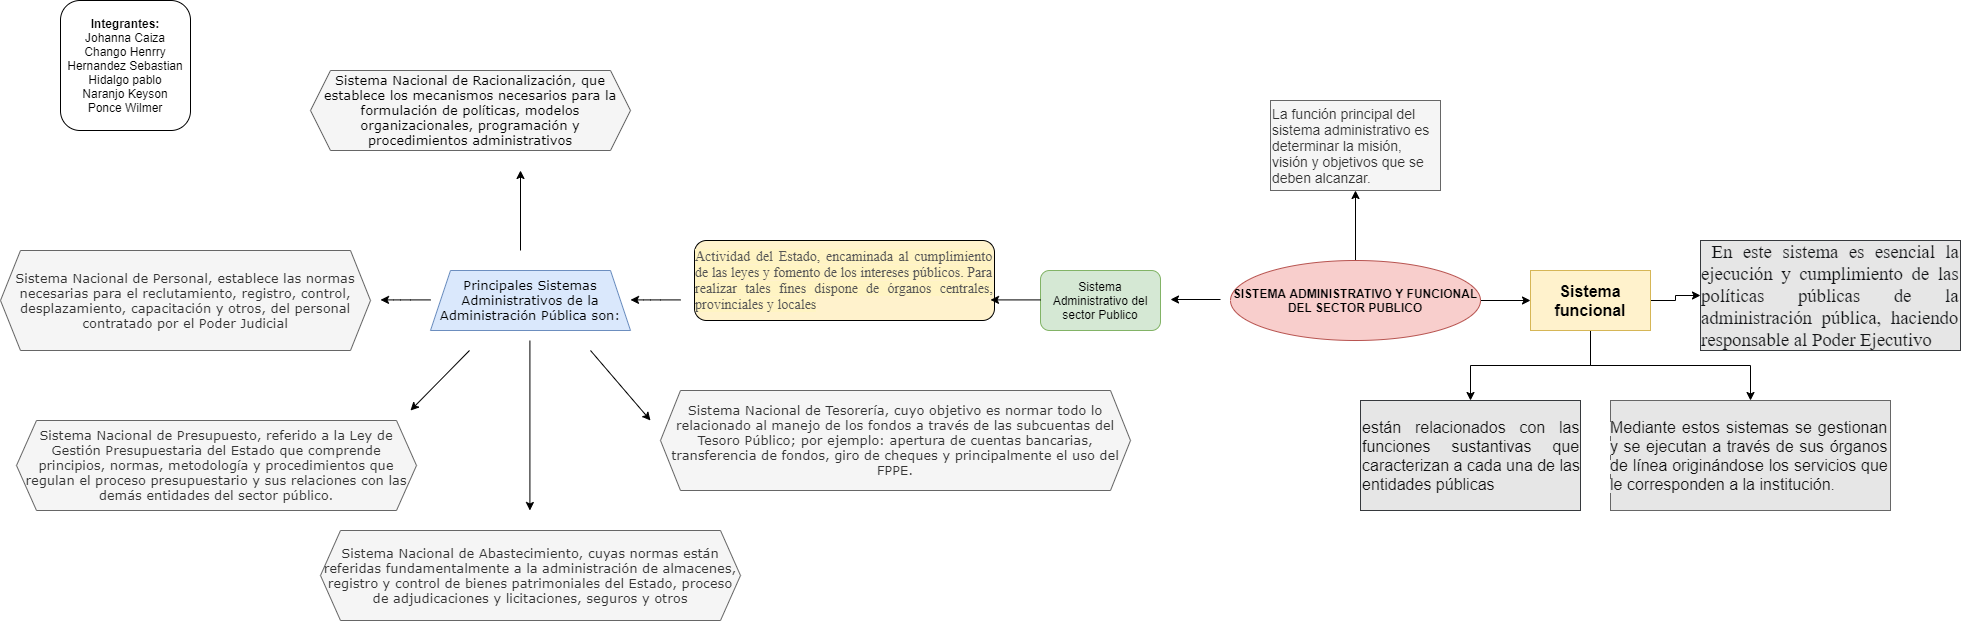 Integrantes:
Johanna Caiza
Chango Henrry
Hernandez Sebastian
Hidalgo pablo
Naranjo Keyson
Ponce Wilmer
Sistema Nacional de Racionalización, que
establece los mecanismos necesarios para la
formulación de políticas, modelos
organizacionales, programación y
procedimientos administrativos
La función principal del
sistema administrativo es
determinar la misión,
visión y objetivos que se
deben alcanzar.
Sistema Nacional de Personal, establece las normas
necesarias para el reclutamiento, registro, control,
desplazamiento, capacitación y otros, del personal
contratado por el Poder Judicial
Principales Sistemas
Administrativos de la
Administración Pública son:
Actividad del Estado, encaminada al cumplimiento
de las leyes y fomento de los intereses públicos. Para
realizar tales fines dispone de órganos centrales,
provinciales y locales
Sistema
Administrativo del
sector Publico
SISTEMA ADMINISTRATIVO Y FUNCIONAL
DEL SECTOR PUBLICO
Sistema
funcional
En este sistema es esencial la
ejecución y cumplimiento de las
políticas públicas de la
administración pública, haciendo
responsable al Poder Ejecutivo
Sistema Nacional de Presupuesto, referido a la Ley de
Gestión Presupuestaria del Estado que comprende
principios, normas, metodología y procedimientos que
regulan el proceso presupuestario y sus relaciones con las
demás entidades del sector público.
Sistema Nacional de Tesorería, cuyo objetivo es normar todo lo
relacionado al manejo de los fondos a través de las subcuentas del
Tesoro Público; por ejemplo: apertura de cuentas bancarias,
transferencia de fondos, giro de cheques y principalmente el uso del
FPPE.
están relacionados con las
funciones sustantivas que
caracterizan a cada una de las
entidades públicas
Mediante estos sistemas se gestionan
y se ejecutan a través de sus órganos
de línea originándose los servicios que
le corresponden a la institución.
Sistema Nacional de Abastecimiento, cuyas normas están
referidas fundamentalmente a la administración de almacenes,
registro y control de bienes patrimoniales del Estado, proceso
de adjudicaciones y licitaciones, seguros y otros